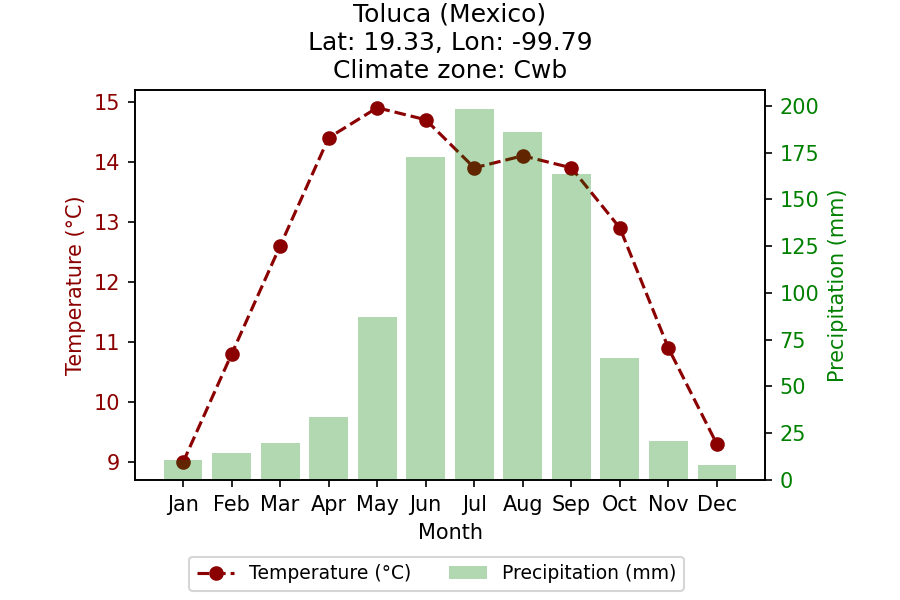 Toluca (Mexico)
Lat: 19.33, Lon: -99.79
Climate zone: Cwb
Temperature (°C)
15
14
13
12
11
10
9
Precipitation (mm)
200
175
150
125
100
75
50
25
0
Jan Feb Mar Apr May Jun Jul Aug Sep Oct Nov Dec
Month
Temperature (°C) Precipitation (mm)